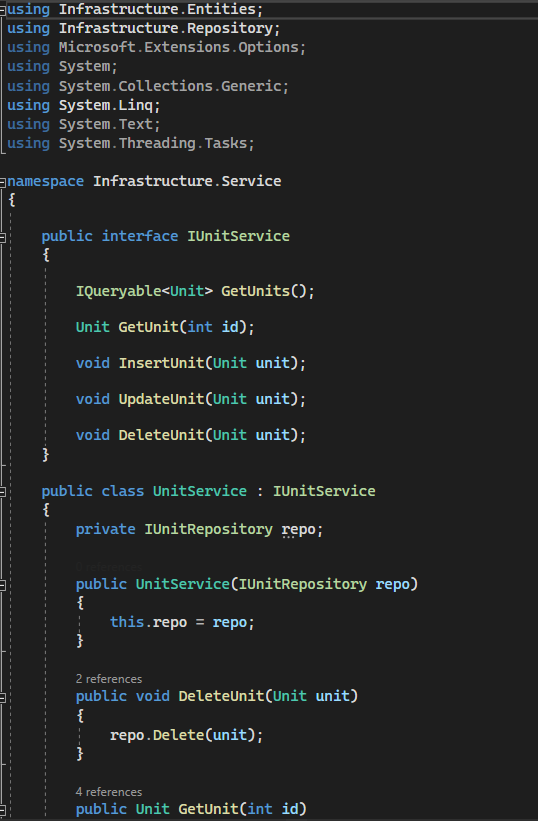 using Infrastructure.Entities;
using Infrastructure.Repository;
using Microsoft.Extensions.Options;
using System;
using System.Collections.Generic;
using System.Linq;
using System.Text;
using System.Threading.Tasks;
namespace Infrastructure.Service
{
public interface IUnitService
{
IQueryable<Unit> GetUnits();
Unit GetUnit(int id);
void InsertUnit(Unit unit);
void UpdateUnit(Unit unit);
void DeleteUnit(Unit unit);
}
public class UnitService : IUnitService
{
private IUnitRepository repo;
public UnitService(IUnitRepository repo)
{
this.repo = repo;
}
2 references
public void DeleteUnit(Unit unit)
{
repo.Delete(unit);
}
4 references
public Unit GetUnit(int id)